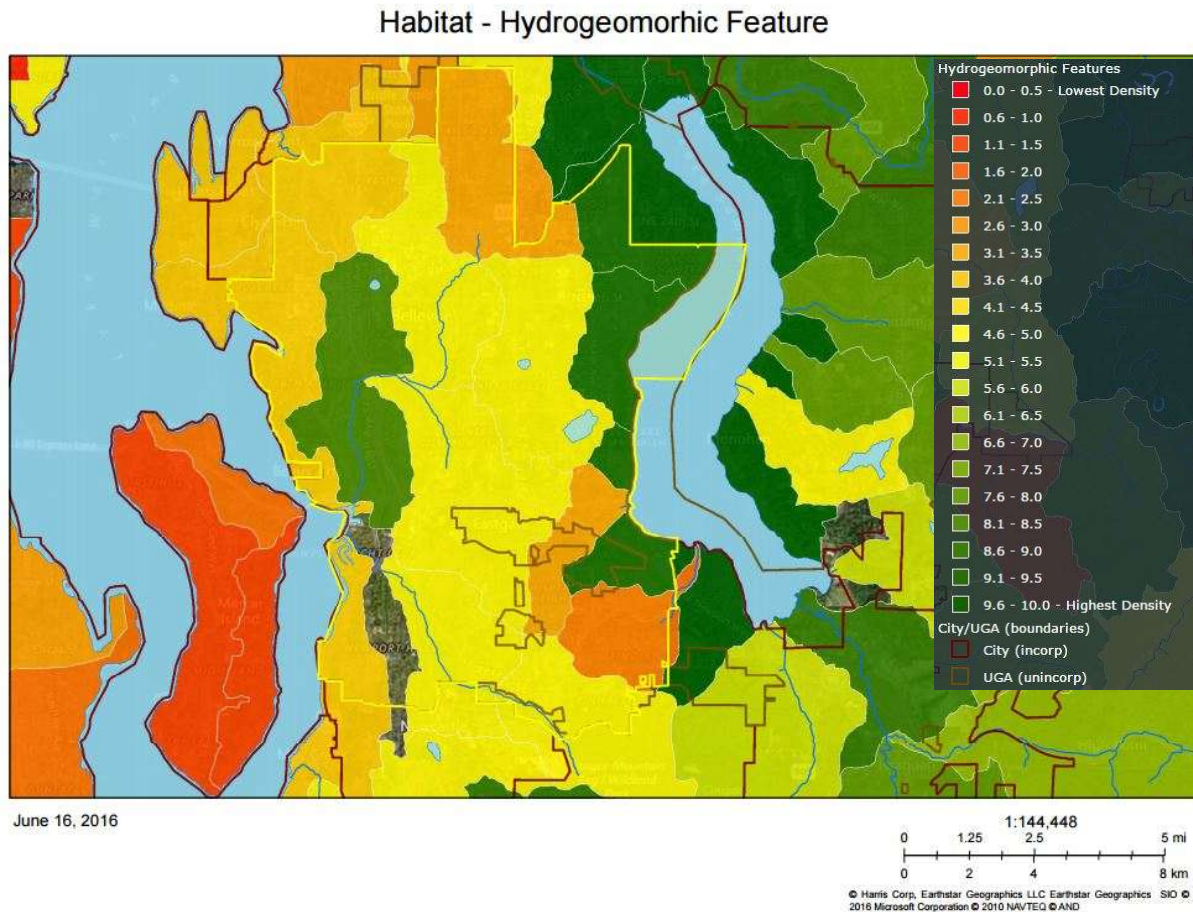 Habitat - Hydrogeomorhic Feature
Hydrogeomorphic Features
0.0 - 0.5 - Lowest Density
0.6 - 1.0
1.1 - 1.5
1.6 - 2.0
2.1 - 2.5
2.6 - 3.0
3.1 - 3.5
3.6 - 4.0
4.1 - 4.5
4.6 - 5.0
5.1 - 5.5
5.6 - 6.0
6.1 - 6.5
6.6 - 7.0
7.1 - 7.5
7.6 - 8.0
8.1 - 8.5
8.6 - 9.0
9.1 - 9.5
9.6 - 10.0 - Highest Density
City/UGA (boundaries)
City (incorp)
UGA (unincorp)
Bellevue
Eastgate
Mercer
Island
June 16, 2016
1:144,448
0 1.25 2.5 5 mi
0 2 4 8 km
© Harris Corp, Earthstar Geographics LLC Earthstar Geographics SIO ©
2016 Microsoft Corporation © 2010 NAVTEQ © AND